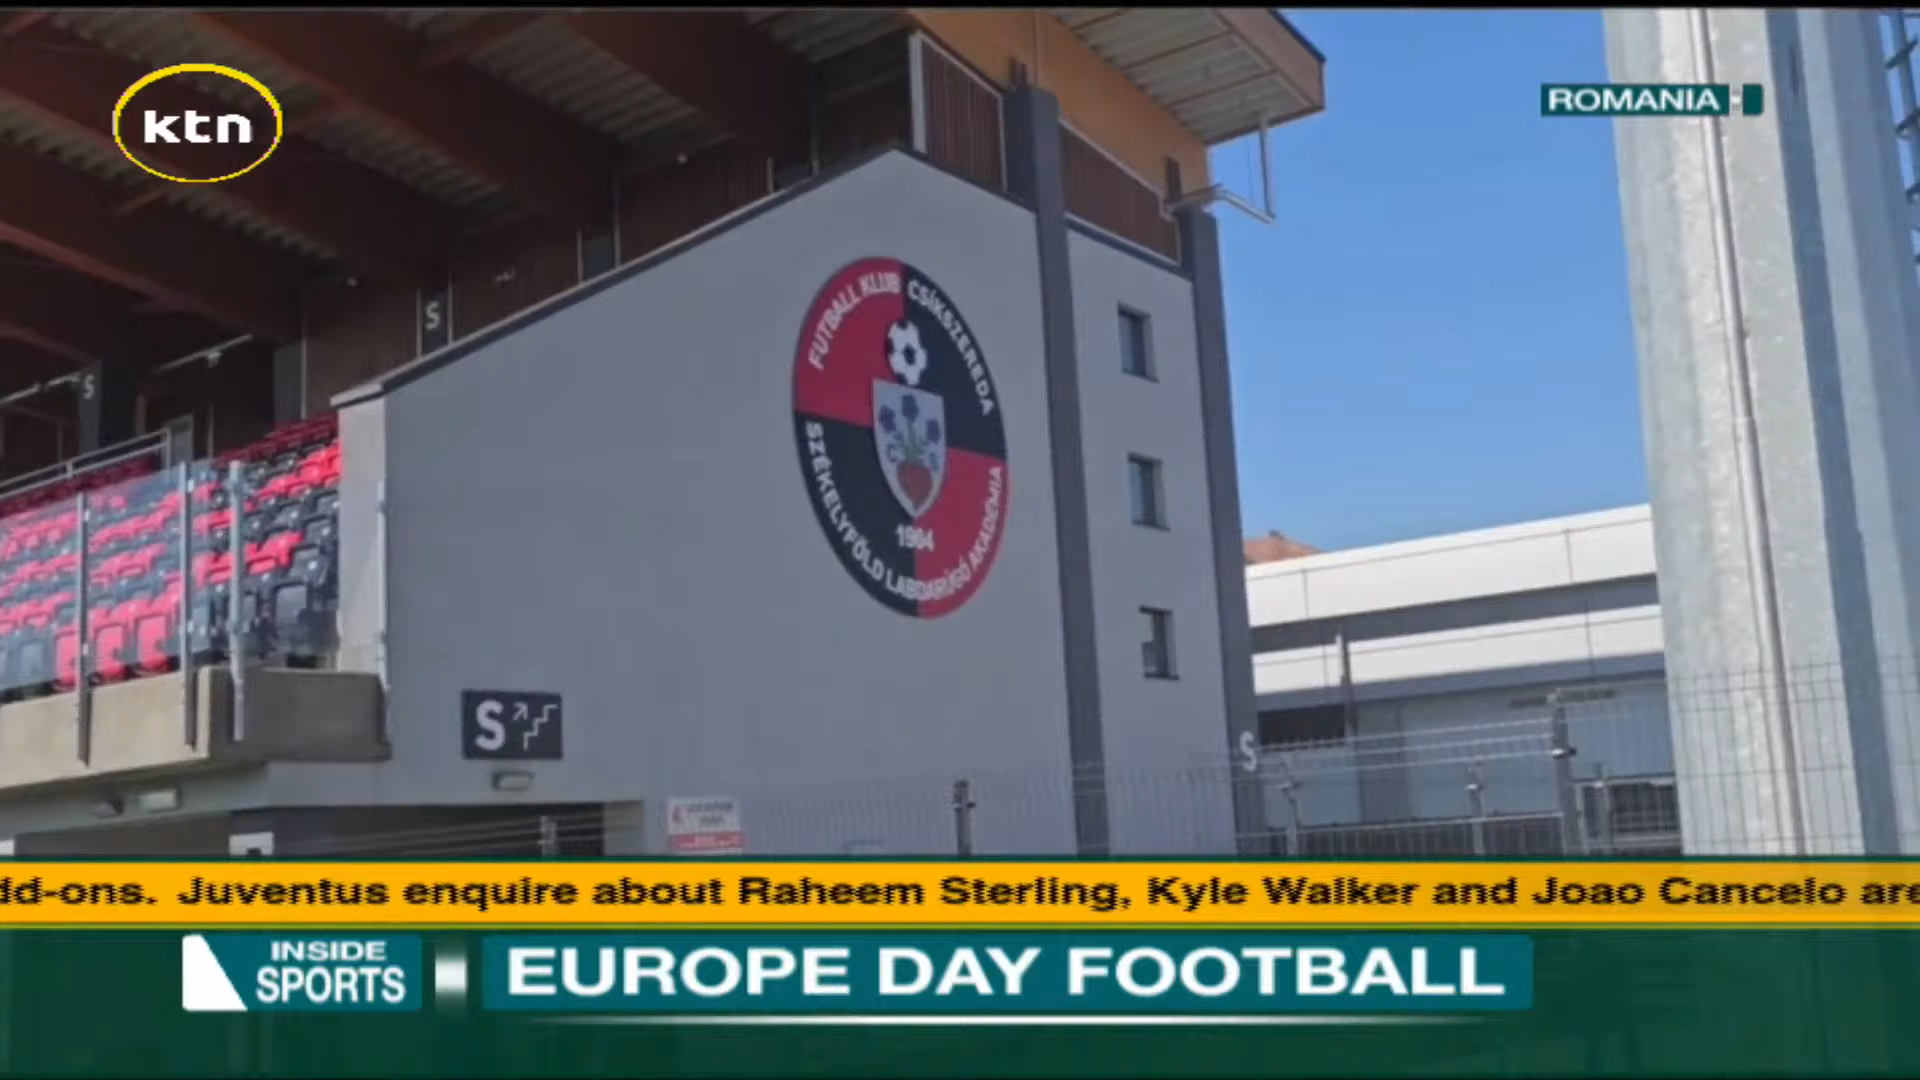 ktn
ROMANIA
FUTBALL KLUB CSÍKSZEREDA
C S
1904
SZÉKELYFÖLD LABDARÚGÓ AKADÉMIA
S
S
S
S
dd-ons. Juventus enquire about Raheem Sterling, Kyle Walker and Joao Cancelo are
INSIDE
SPORTS
EUROPE DAY FOOTBALL